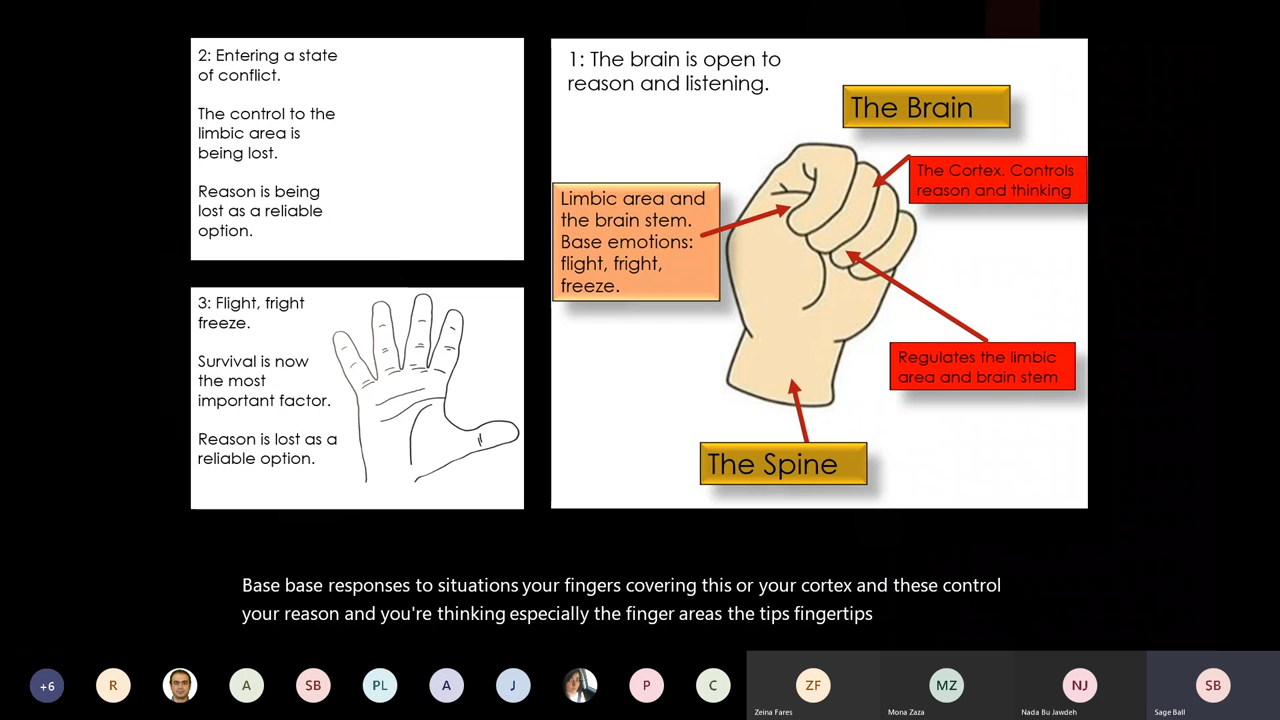 2: Entering a state
of conflict.
The control to the
limbic area is
being lost.
Reason is being
lost as a reliable
option.
3: Flight, fright
freeze.
Survival is now
the most
important factor.
Reason is lost as a
reliable option.
1: The brain is open to
reason and listening.
The Brain
The Cortex. Controls
reason and thinking
Limbic area and
the brain stem.
Base emotions:
flight, fright,
freeze.
Regulates the limbic
area and brain stem
The Spine
Base base responses to situations your fingers covering this or your cortex and these control
your reason and you're thinking especially the finger areas the tips fingertips
+6
R
A
SB
PL
A
J
P
C
ZF
MZ
NJ
SB
Zeina Fares
Mona Zaza
Nada Bu Jawdeh
Sage Ball